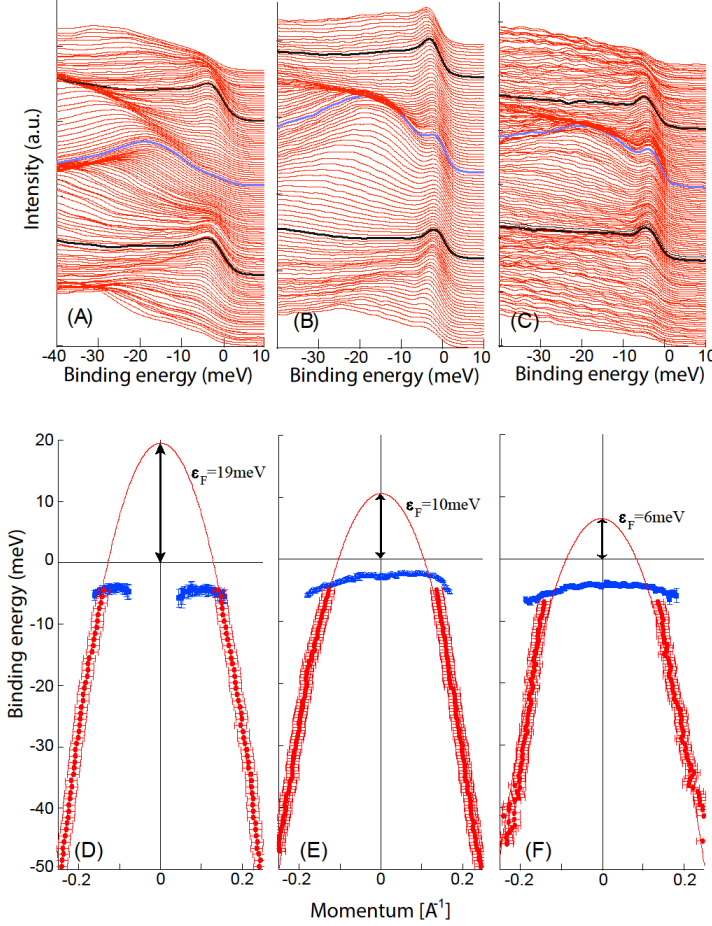 Intensity (a.u.)
(A)
(B)
(C)
-40 -30 -20 -10 0 10
-30 -20 -10 0 10
-40 -30 -20 -10 0 10
Binding energy (meV) Binding energy (meV) Binding energy (meV)
20
10
0
-10
-20
-30
-40
-50
Binding energy (meV)
εF=19meV
εF=10meV
εF=6meV
(D)
(E)
(F)
-0.2 0 0.2
-0.2 0 0.2
-0.2 0 0.2
Momentum [A⁻¹]